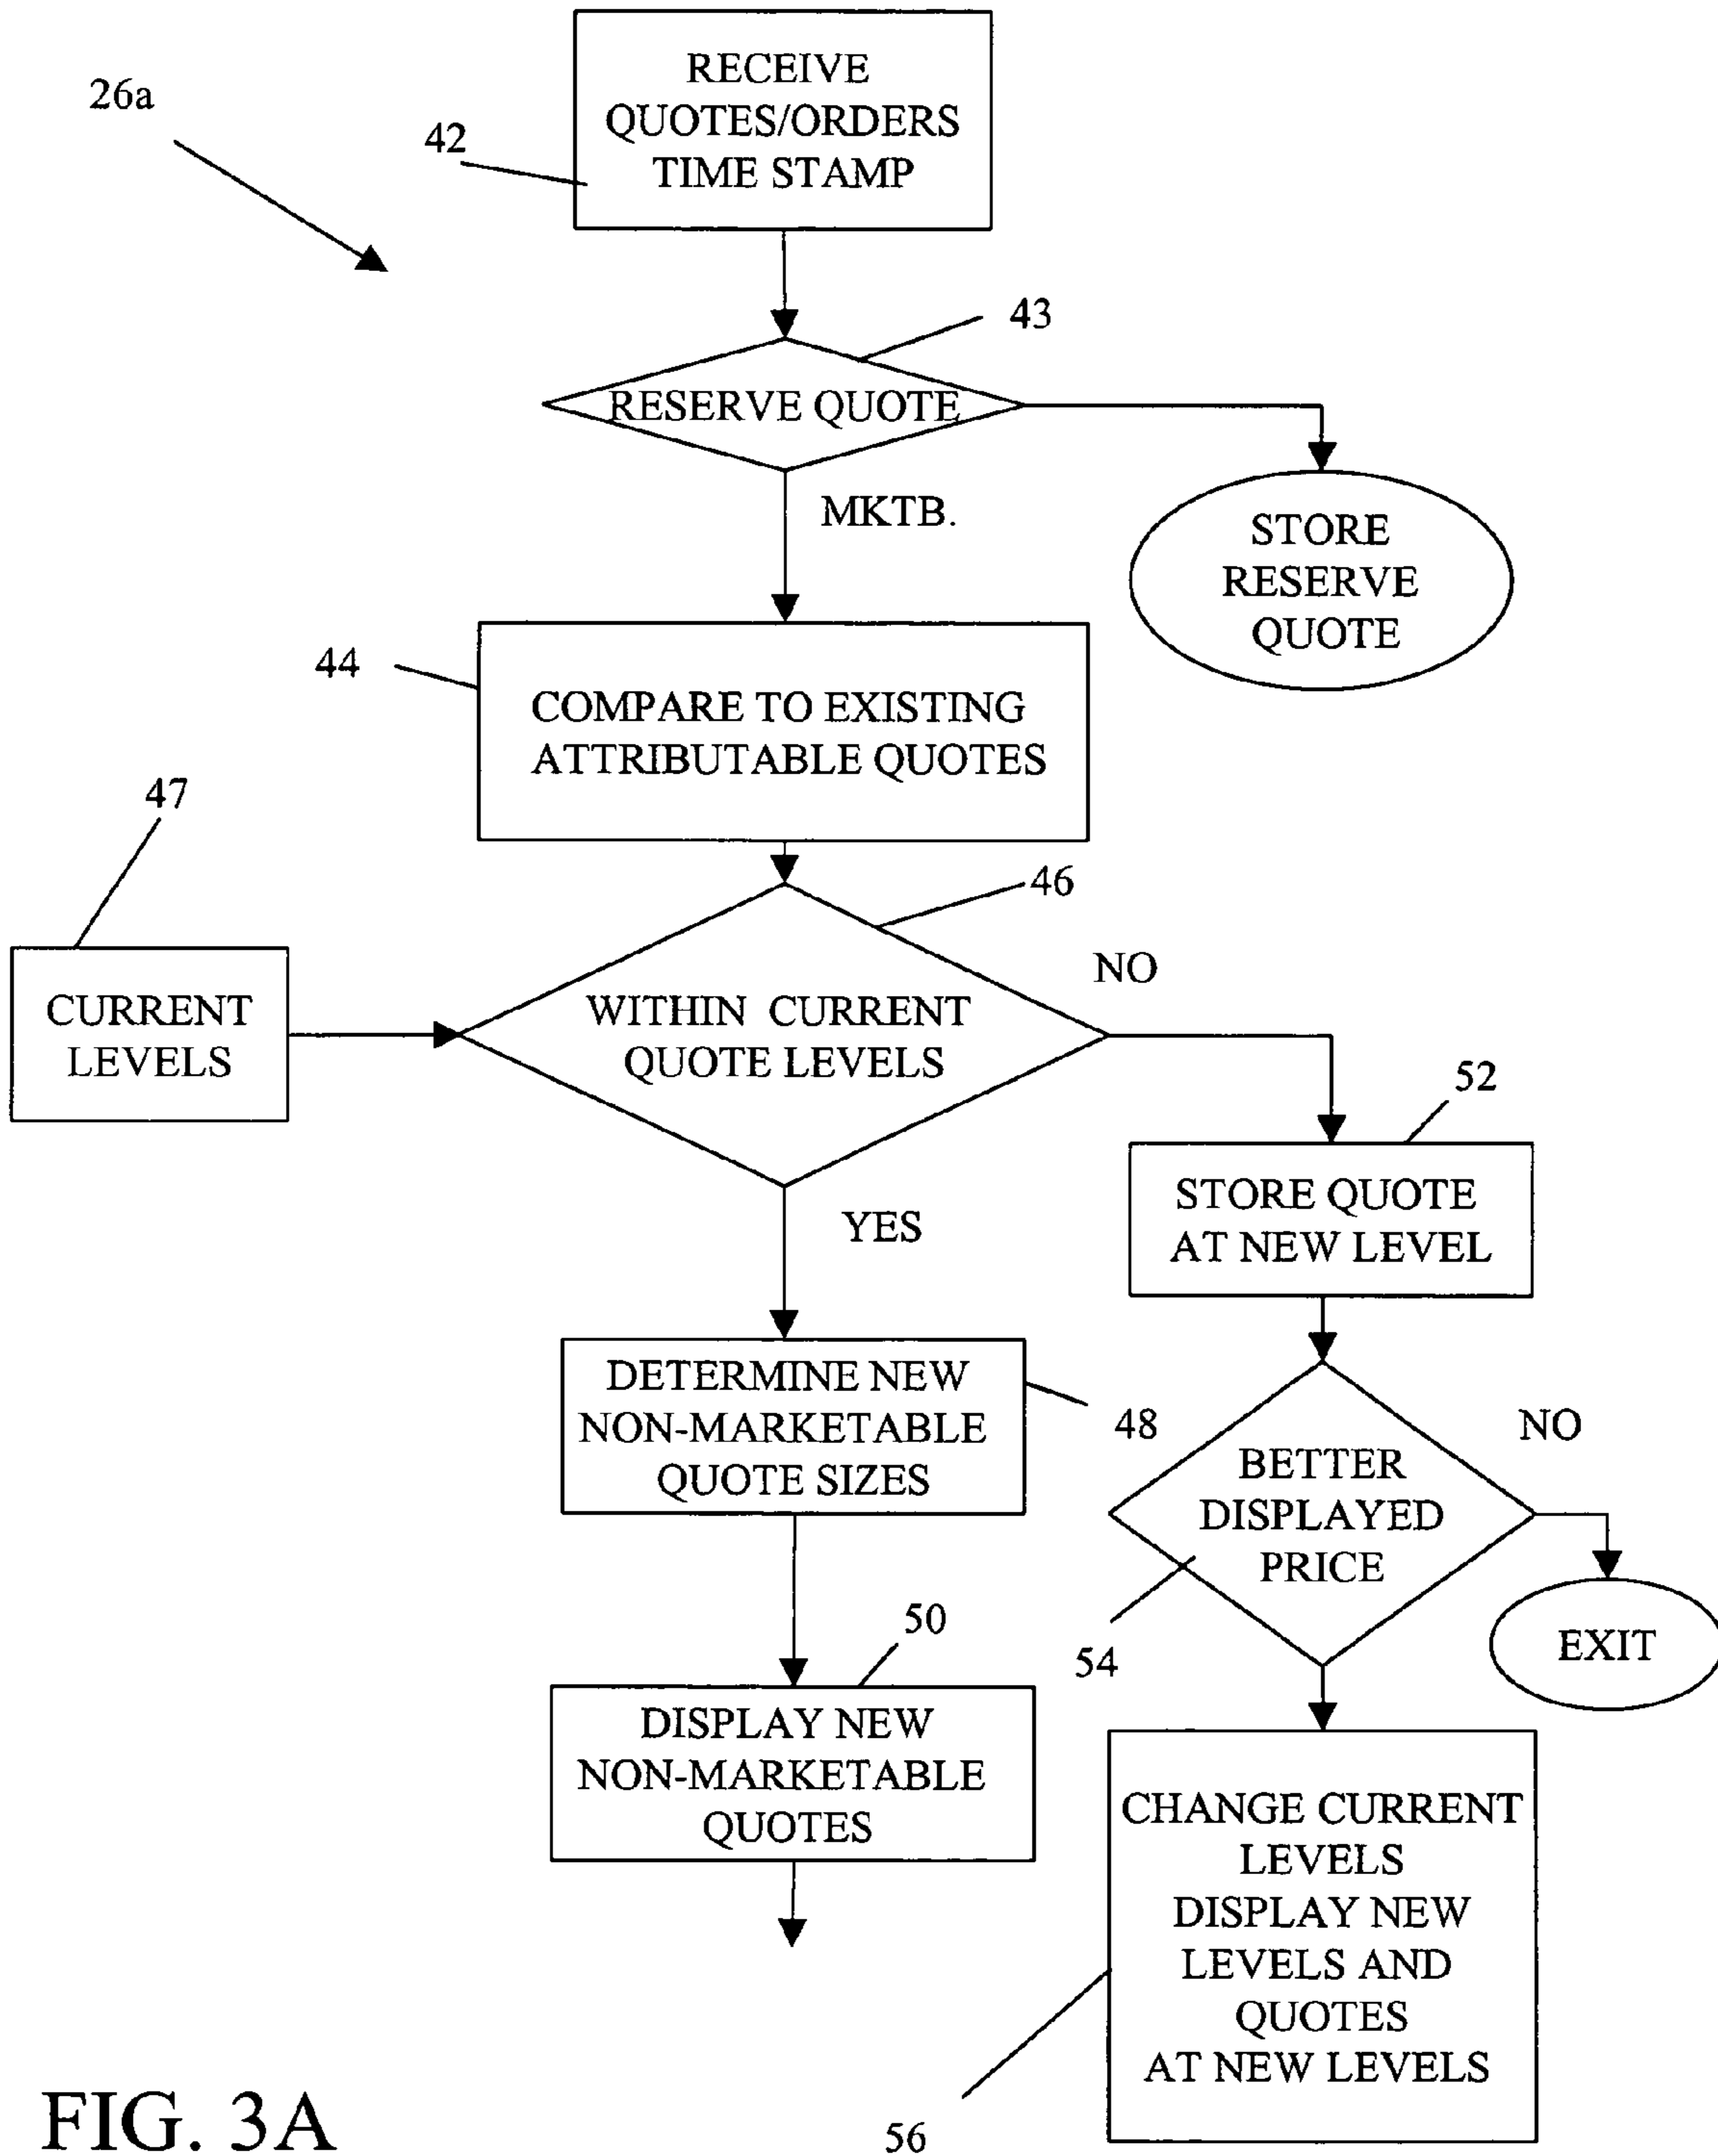 RECEIVE
QUOTES/ORDERS
TIME STAMP
26a
42
43
RESERVE QUOTE
MKTB.
STORE
RESERVE
QUOTE
44
COMPARE TO EXISTING
ATTRIBUTABLE QUOTES
47
46
CURRENT
LEVELS
WITHIN CURRENT
QUOTE LEVELS
NO
52
STORE QUOTE
AT NEW LEVEL
YES
DETERMINE NEW
NON-MARKETABLE
QUOTE SIZES
48
BETTER
DISPLAYED
PRICE
NO
54
EXIT
50
DISPLAY NEW
NON-MARKETABLE
QUOTES
CHANGE CURRENT
LEVELS
DISPLAY NEW
LEVELS AND
QUOTES
AT NEW LEVELS
56
FIG. 3A